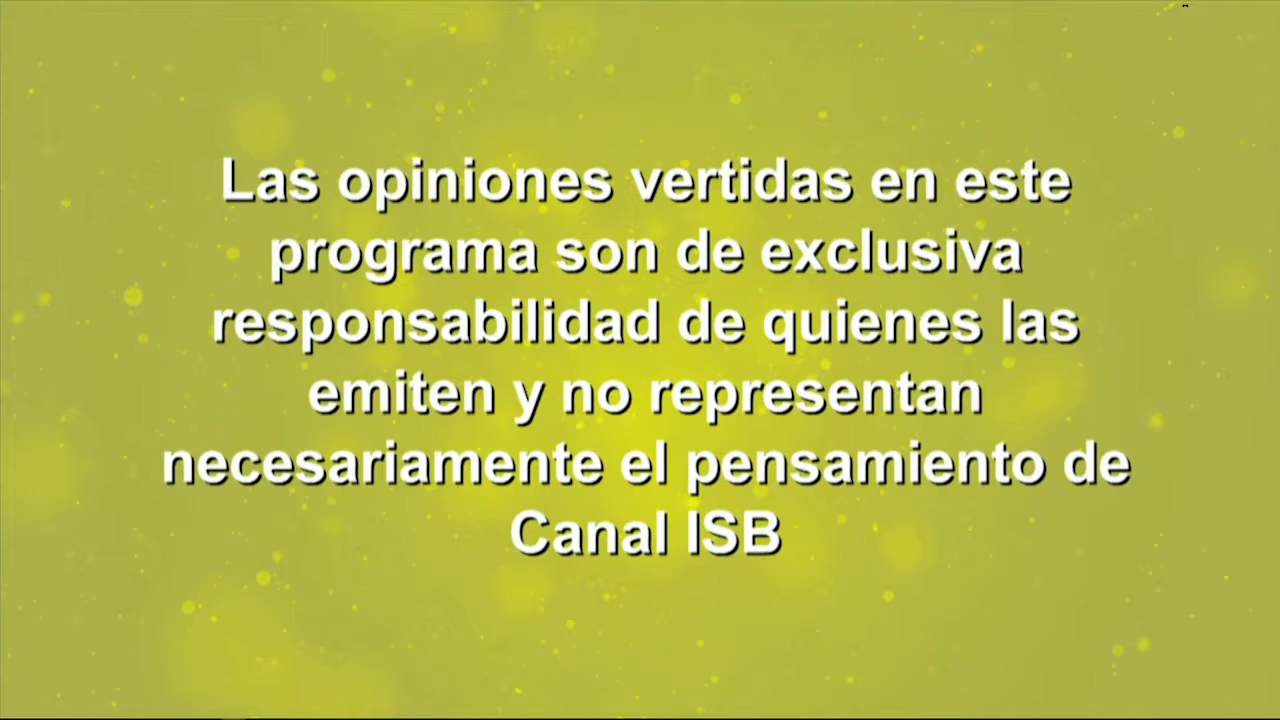 Las opiniones vertidas en este
programa son de exclusiva
responsabilidad de quienes las
emiten y no representan
necesariamente el pensamiento de
Canal ISB